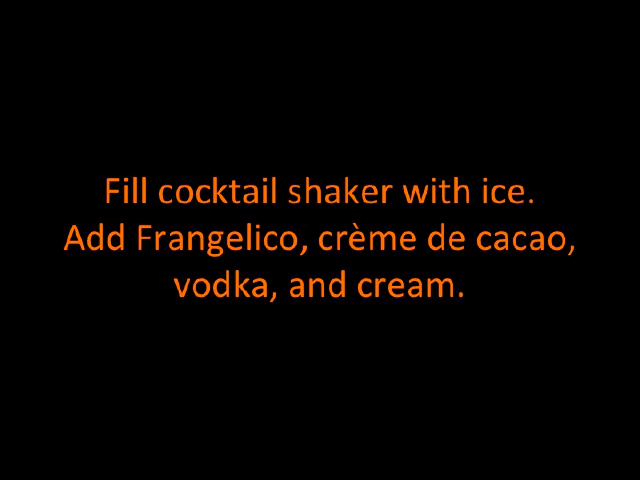 Fill cocktail shaker with ice.
Add Frangelico, crème de cacao,
vodka, and cream.